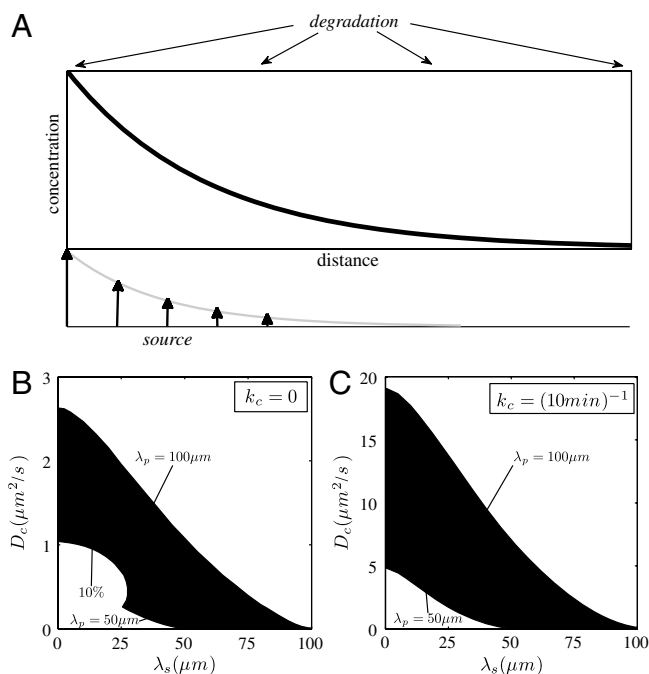 A
degradation
concentration
distance
source
B
3
2
1
0
0 25 50 75 100
D_c(μm²/s)
λ_s(μm)
k_c = 0
λ_p = 100μm
10%
λ_p = 50μm
C
20
15
10
5
0
0 25 50 75 100
D_c(μm²/s)
λ_s(μm)
k_c = (10min)⁻¹
λ_p = 100μm
λ_p = 50μm